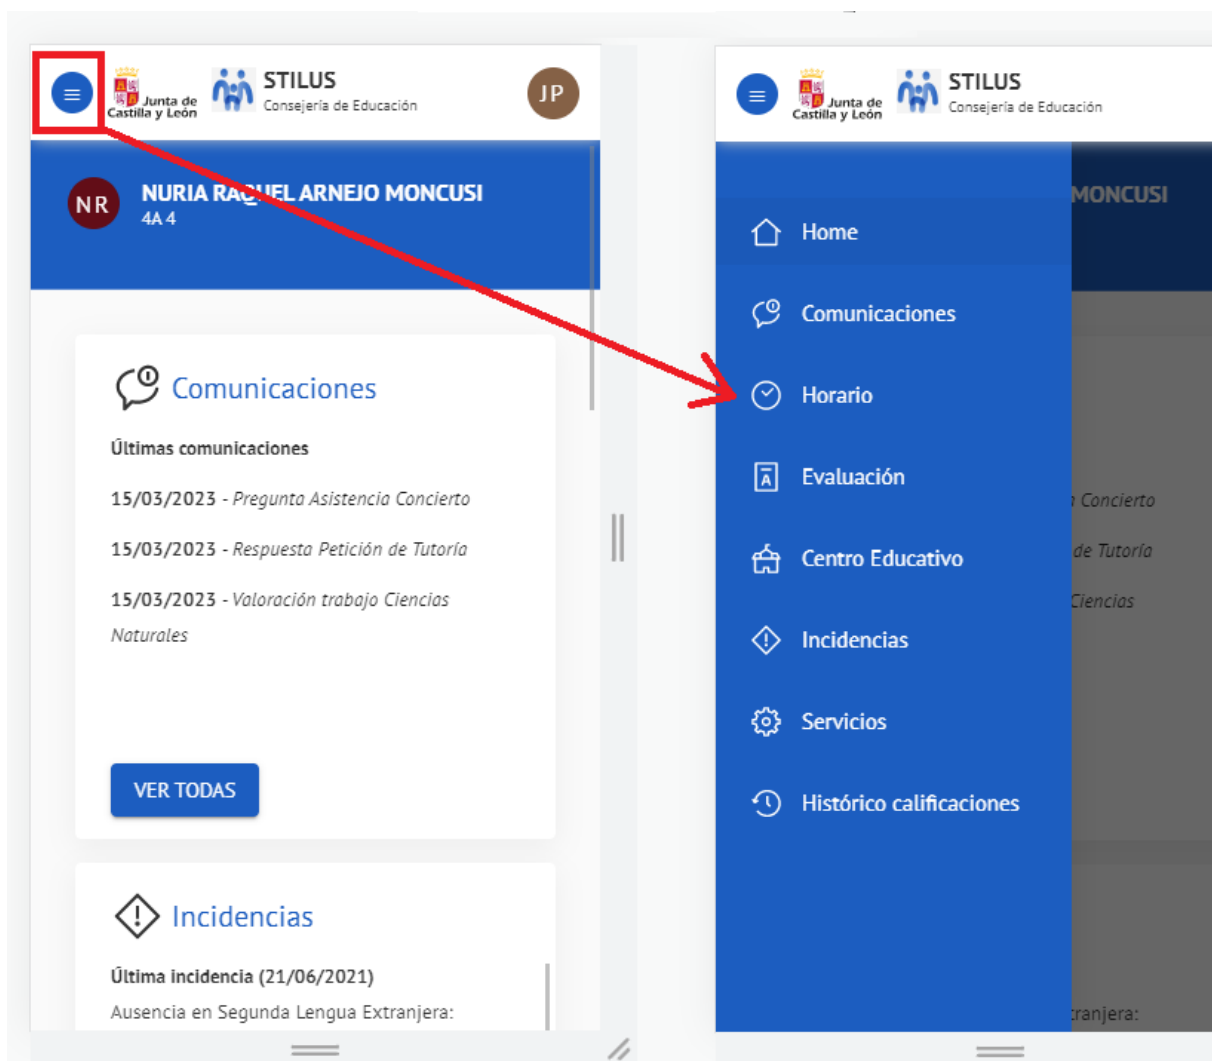 Junta de
Castilla y León
STILUS
Consejería de Educación
JP
NR
NURIA RAQUEL ARNEJO MONCUSI
4A 4
Comunicaciones
Últimas comunicaciones
15/03/2023 - Pregunta Asistencia Concierto
15/03/2023 - Respuesta Petición de Tutoría
15/03/2023 - Valoración trabajo Ciencias
Naturales
VER TODAS
Incidencias
Última incidencia (21/06/2021)
Ausencia en Segunda Lengua Extranjera:
Junta de
Castilla y León
STILUS
Consejería de Educación
MONCUSI
Home
Comunicaciones
Horario
Evaluación
Centro Educativo
Incidencias
Servicios
Histórico calificaciones
Concierto
de Tutoría
Ciencias
tranjera: